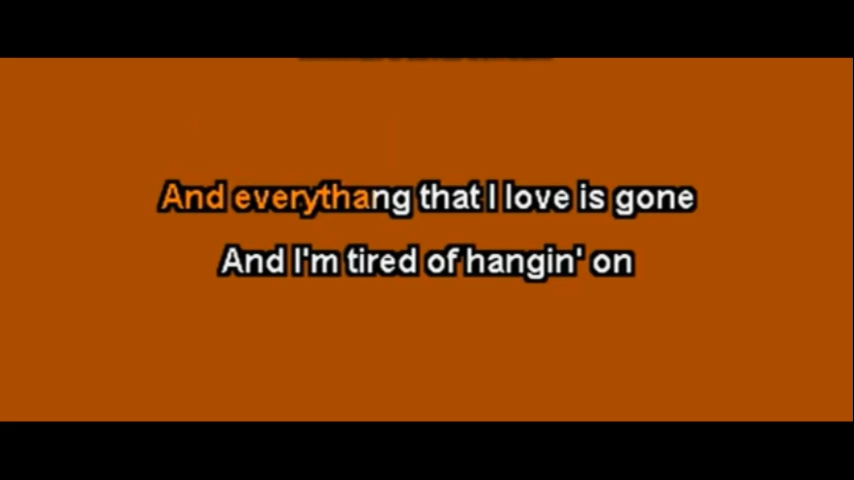 And everythang that I love is gone
And I'm tired of hangin' on